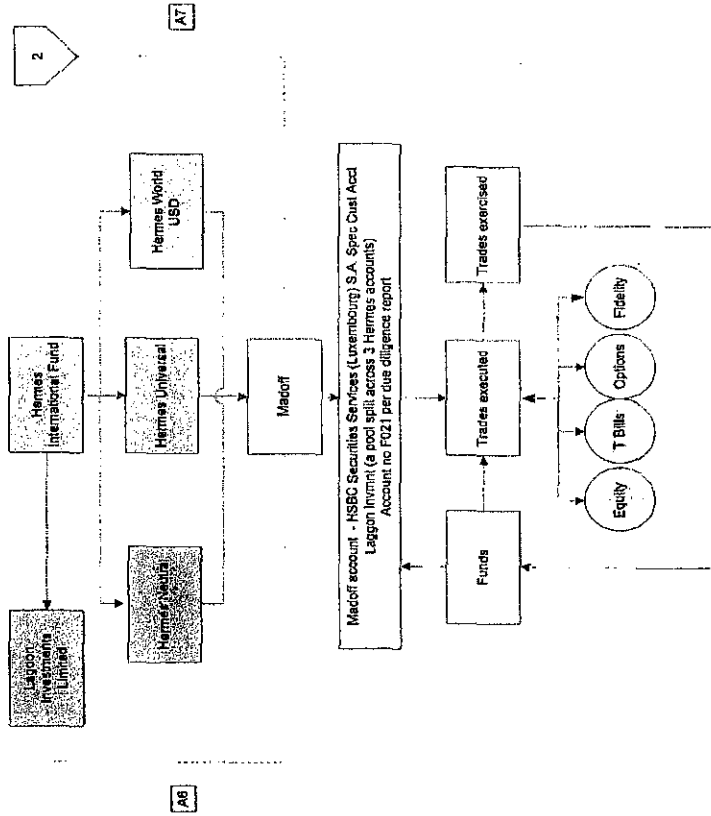 2
A7
Hermes
International Fund
Lagoon
Investments
Limited
Hermes Neutral
Hermes Universal
Hermes World
USD
Madoff
Madoff account - HSBC Securities Services (Luxembourg) S.A. Spec Cust Acct
Laggon Invmnt (a pool split across 3 Hermes accounts)
Account no F021 per due diligence report
Funds
Trades executed
Trades exercised
Equity
T Bills
Options
Fidelity
A6